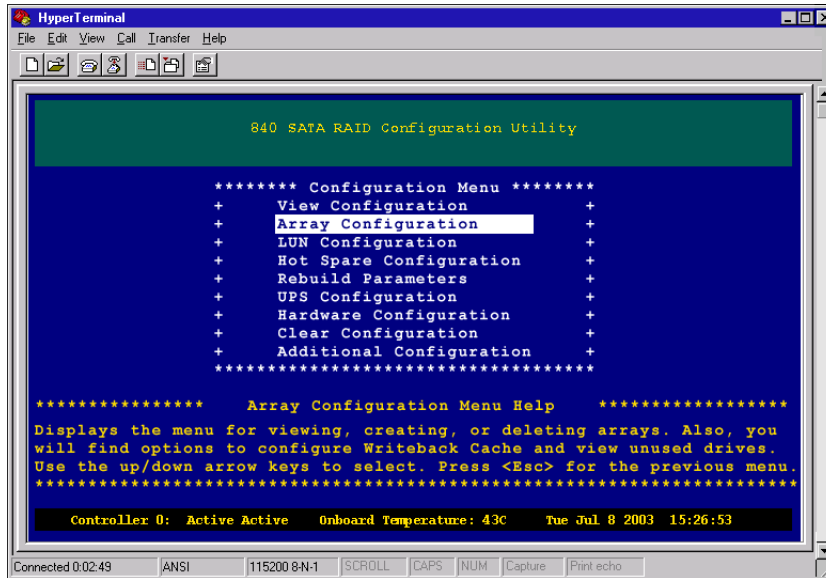 HyperTerminal
File Edit View Call Transfer Help
840 SATA RAID Configuration Utility
******** Configuration Menu ********
+ View Configuration +
+ Array Configuration +
+ LUN Configuration +
+ Hot Spare Configuration +
+ Rebuild Parameters +
+ UPS Configuration +
+ Hardware Configuration +
+ Clear Configuration +
+ Additional Configuration +
************************************
**************** Array Configuration Menu Help ******************
Displays the menu for viewing, creating, or deleting arrays. Also, you
will find options to configure Writeback Cache and view unused drives.
Use the up/down arrow keys to select. Press <Esc> for the previous menu.
************************************************************************
Controller 0: Active Active Onboard Temperature: 43C Tue Jul 8 2003 15:26:53
Connected 0:02:49 ANSI 115200 8-N-1 SCROLL CAPS NUM Capture Print echo